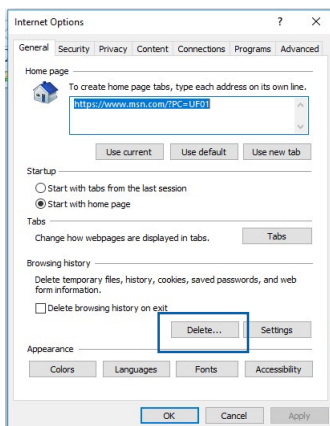 Internet Options ? X
General Security Privacy Content Connections Programs Advanced
Home page
To create home page tabs, type each address on its own line.
https://www.msn.com/?PC=UF01
Use current Use default Use new tab
Startup
Start with tabs from the last session
Start with home page
Tabs
Change how webpages are displayed in tabs. Tabs
Browsing history
Delete temporary files, history, cookies, saved passwords, and web
form information.
Delete browsing history on exit
Delete... Settings
Appearance
Colors Languages Fonts Accessibility
OK Cancel Apply